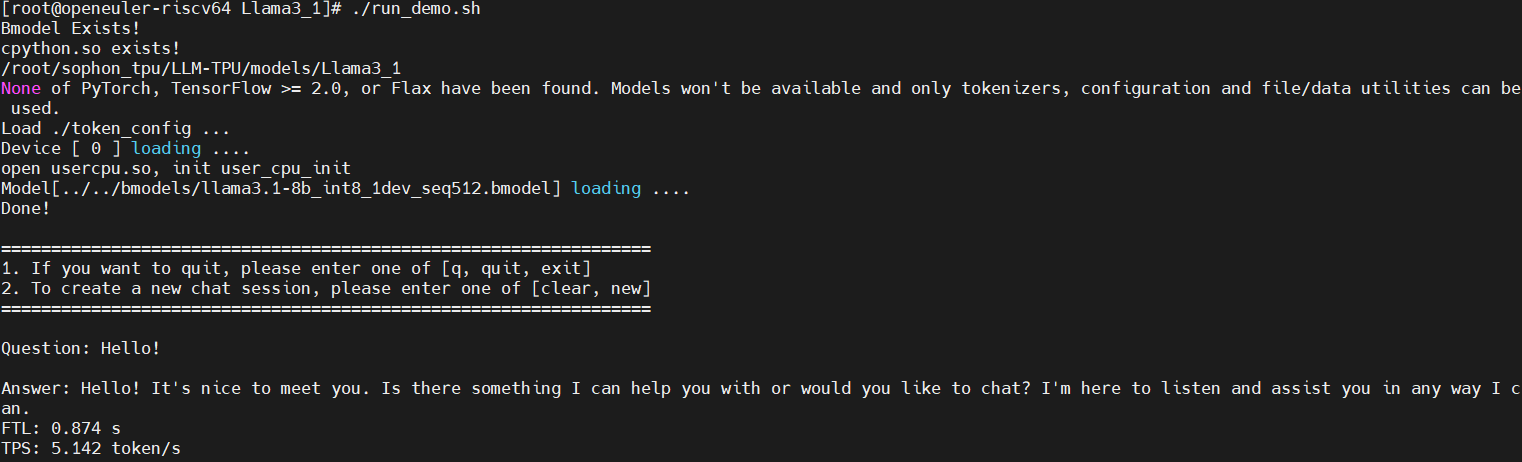 [root@openeuler-riscv64 Llama3_1]# ./run_demo.sh
Bmodel Exists!
cpython.so exists!
/root/sophon_tpu/LLM-TPU/models/Llama3_1
None of PyTorch, TensorFlow >= 2.0, or Flax have been found. Models won't be available and only tokenizers, configuration and file/data utilities can be
 used.
Load ./token_config ...
Device [ 0 ] loading ....
open usercpu.so, init user_cpu_init
Model[../../bmodels/llama3.1-8b_int8_1dev_seq512.bmodel] loading ....
Done!
=================================================================
1. If you want to quit, please enter one of [q, quit, exit]
2. To create a new chat session, please enter one of [clear, new]
=================================================================
Question: Hello!
Answer: Hello! It's nice to meet you. Is there something I can help you with or would you like to chat? I'm here to listen and assist you in any way I c
an.
FTL: 0.874 s
TPS: 5.142 token/s